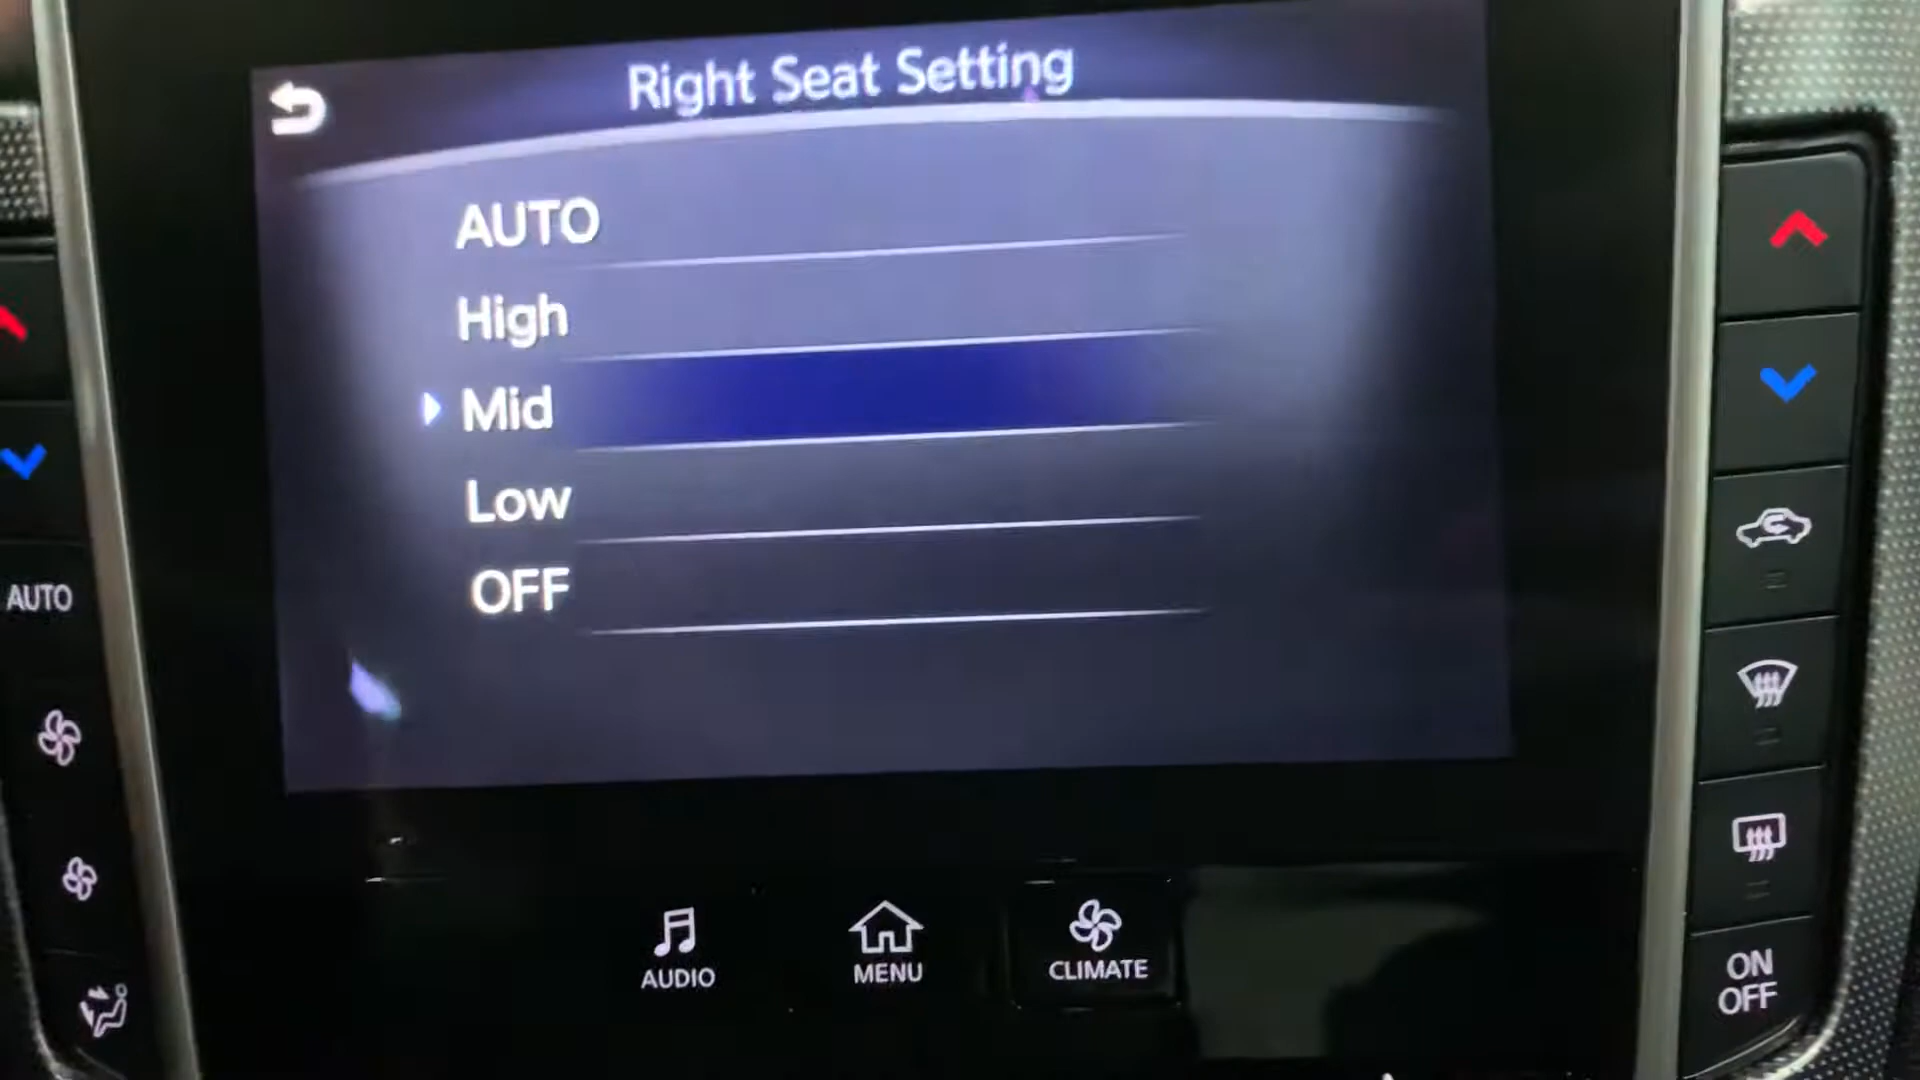 Right Seat Setting
AUTO
High
Mid
Low
OFF
AUTO
AUDIO
MENU
CLIMATE
ON
OFF